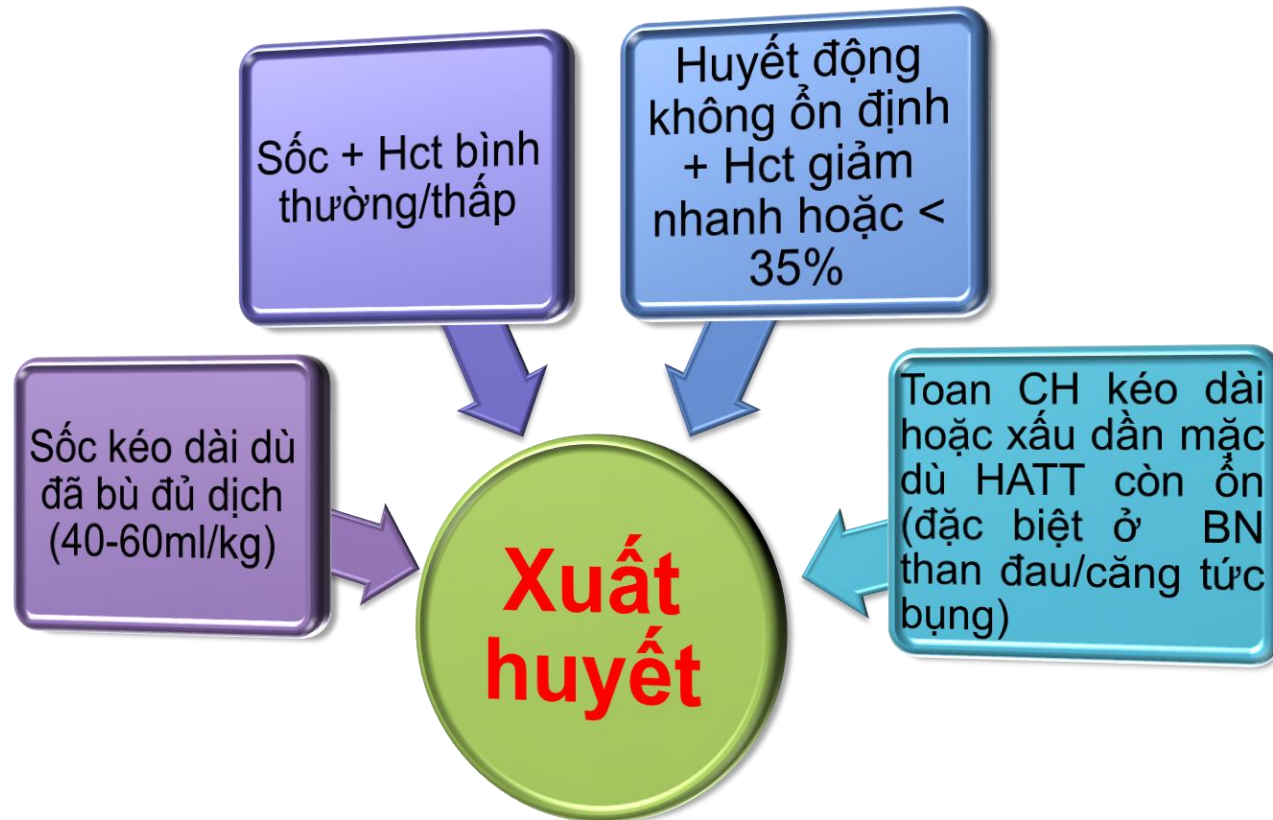 Sốc kéo dài dù
đã bù đủ dịch
(40-60ml/kg)
Sốc + Hct bình
thường/thấp
Huyết động
không ổn định
+ Hct giảm
nhanh hoặc <
35%
Toan CH kéo dài
hoặc xấu dần mặc
dù HATT còn ổn
(đặc biệt ở BN
than đau/căng tức
bụng)
Xuất
huyết